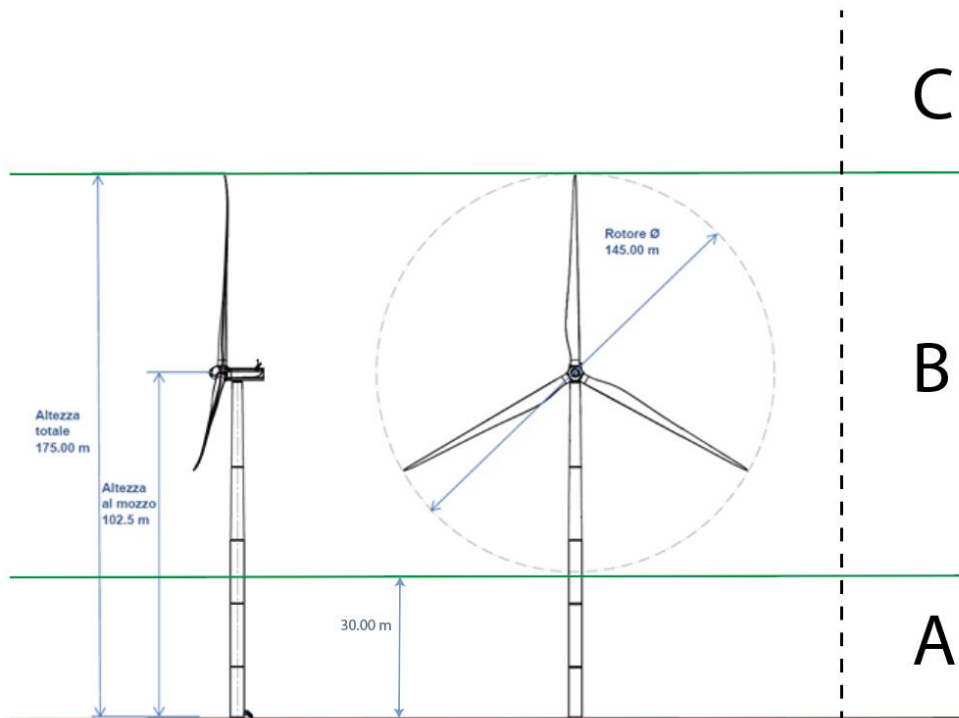 C
Rotore Ø
145.00 m
B
Altezza
totale
175.00 m
Altezza
al mozzo
102.5 m
30.00 m
A